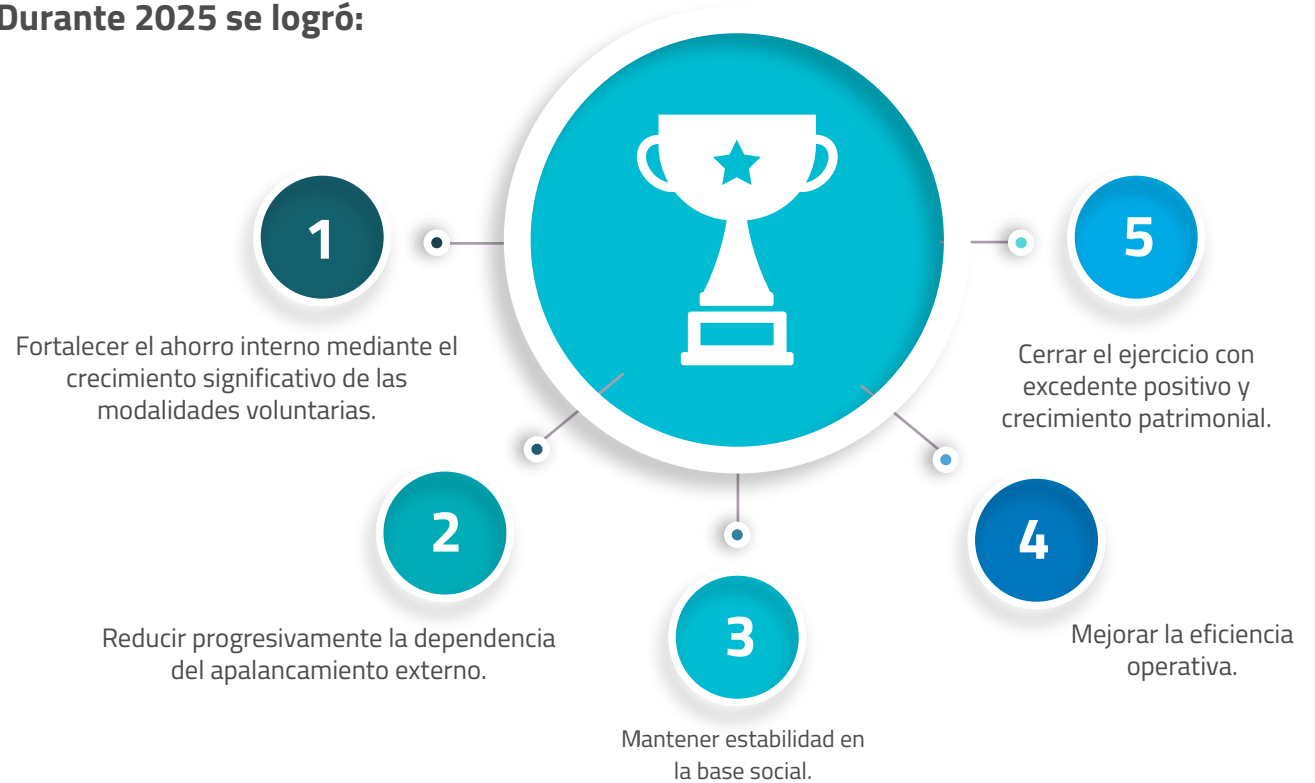 Durante 2025 se logró:
1
Fortalecer el ahorro interno mediante el
crecimiento significativo de las
modalidades voluntarias.
2
Reducir progresivamente la dependencia
del apalancamiento externo.
3
Mantener estabilidad en
la base social.
4
Mejorar la eficiencia
operativa.
5
Cerrar el ejercicio con
excedente positivo y
crecimiento patrimonial.